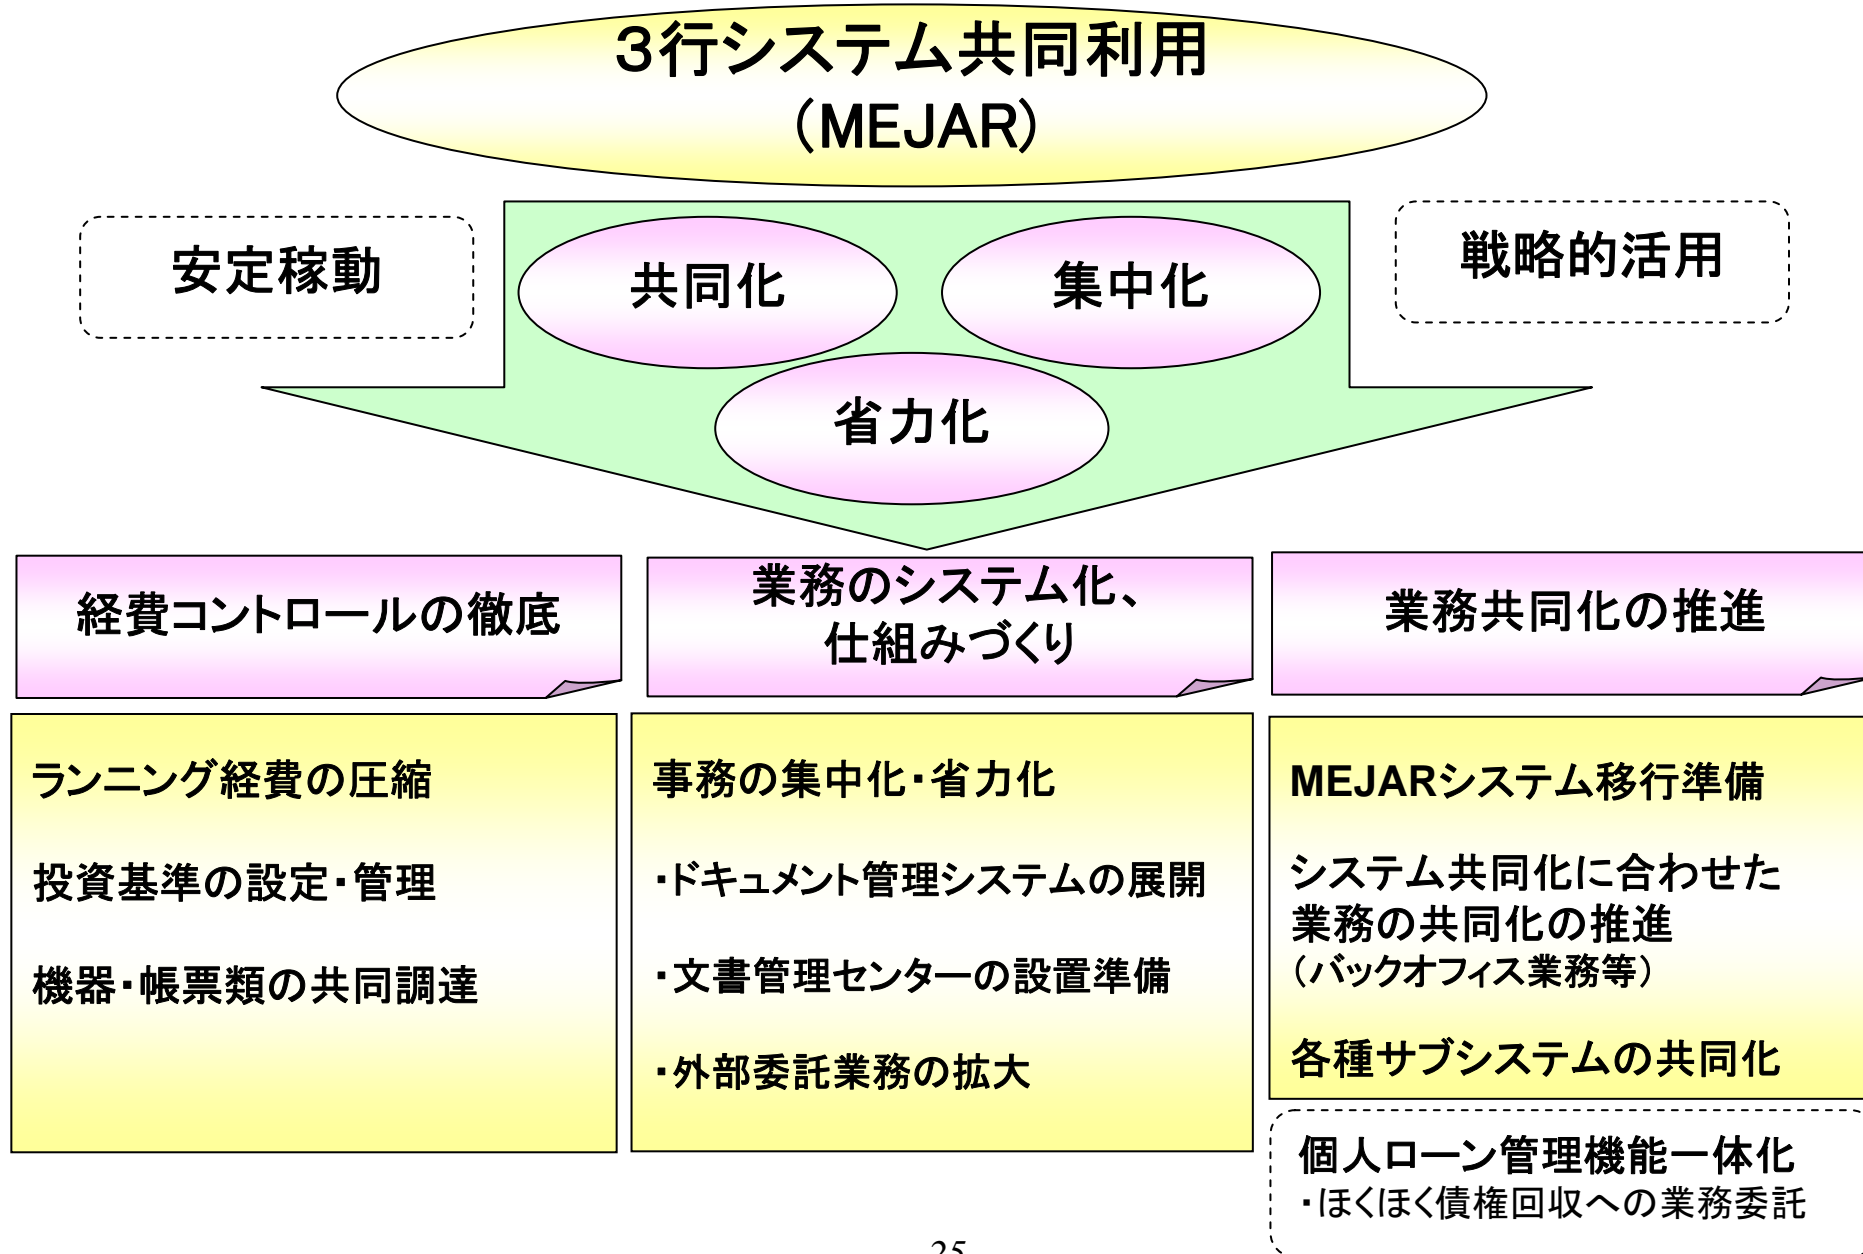 ３行システム共同利用
（MEJAR）
安定稼動
共同化
集中化
戦略的活用
省力化
経費コントロールの徹底
業務のシステム化、
仕組みづくり
業務共同化の推進
ランニング経費の圧縮
投資基準の設定・管理
機器・帳票類の共同調達
事務の集中化・省力化
・ドキュメント管理システムの展開
・文書管理センターの設置準備
・外部委託業務の拡大
MEJARシステム移行準備
システム共同化に合わせた
業務の共同化の推進
（バックオフィス業務等）
各種サブシステムの共同化
個人ローン管理機能一体化
・ほくほく債権回収への業務委託
25